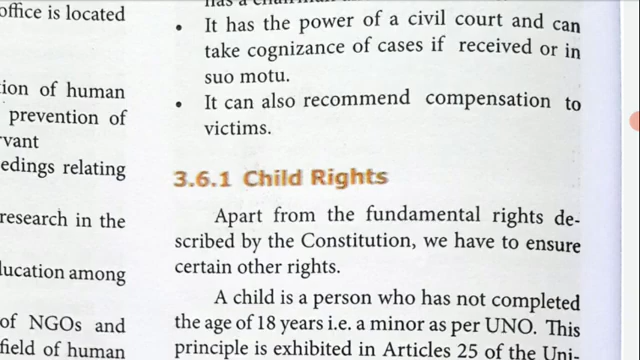 office is located
tion of human
prevention of
rvant
edings relating
research in the
lucation among
of NGOs and
field of human
• It has the power of a civil court and can
take cognizance of cases if received or in
suo motu.
• It can also recommend compensation to
victims.
3.6.1 Child Rights
Apart from the fundamental rights de-
scribed by the Constitution, we have to ensure
certain other rights.
A child is a person who has not completed
the age of 18 years i.e. a minor as per UNO. This
principle is exhibited in Articles 25 of the Uni-